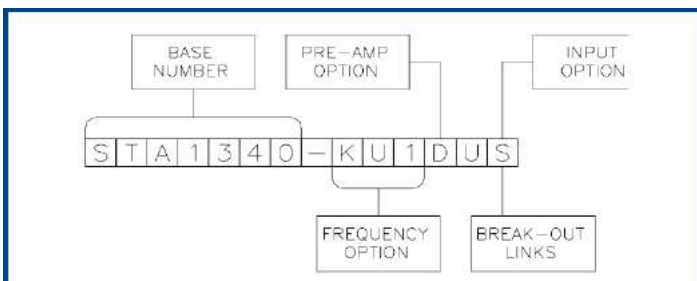 BASE
NUMBER
PRE-AMP
OPTION
INPUT
OPTION
STA1340-KU1DUS
FREQUENCY
OPTION
BREAK-OUT
LINKS